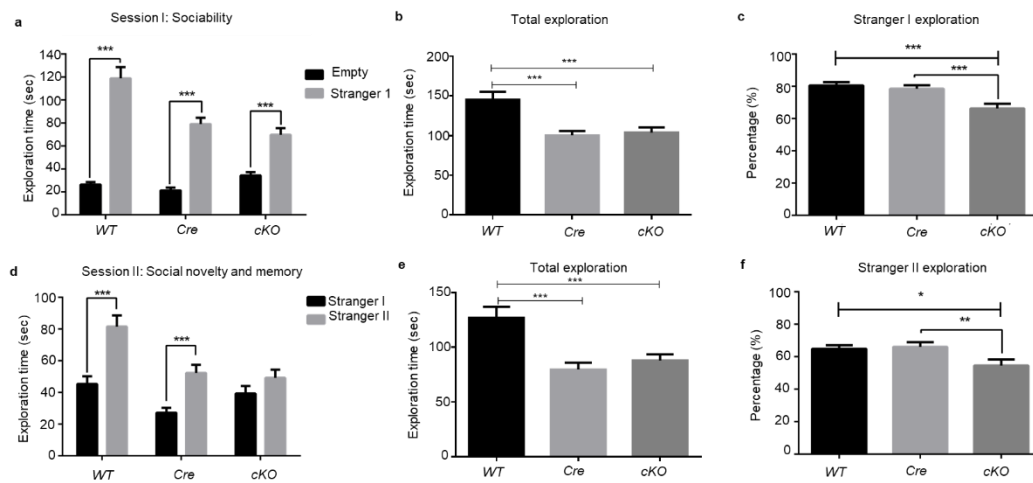 a
Session I: Sociability
Exploration time (sec)
140
120
100
80
60
40
20
0
***
***
***
Empty
Stranger 1
WT
Cre
cKO
b
Total exploration
Exploration time (sec)
200
150
100
50
0
***
***
WT
Cre
cKO
c
Stranger I exploration
Percentage (%)
100
80
60
40
20
0
***
***
WT
Cre
cKO
d
Session II: Social novelty and memory
Exploration time (sec)
100
80
60
40
20
0
***
***
Stranger I
Stranger II
WT
Cre
cKO
e
Total exploration
Exploration time (sec)
150
100
50
0
***
***
WT
Cre
cKO
f
Stranger II exploration
Percentage (%)
100
80
60
40
20
0
*
**
WT
Cre
cKO